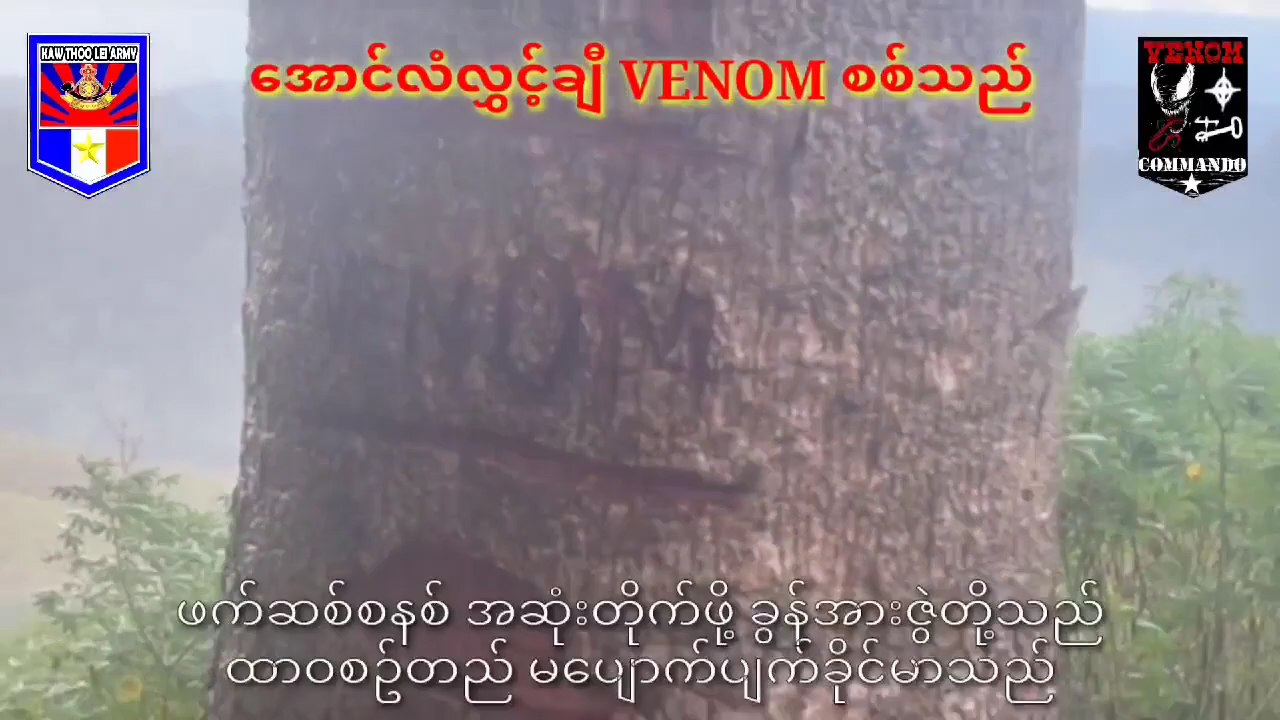 KAW THOO LEI ARMY
အောင်လံလွှင့်ချီ VENOM စစ်သည်
VENOM
COMMANDO
ဖက်ဆစ်စနစ် အဆုံးတိုက်ဖို့ ခွန်အားဇွဲတို့သည်
ထာဝစဥ်တည် မပျောက်ပျက်ခိုင်မာသည်